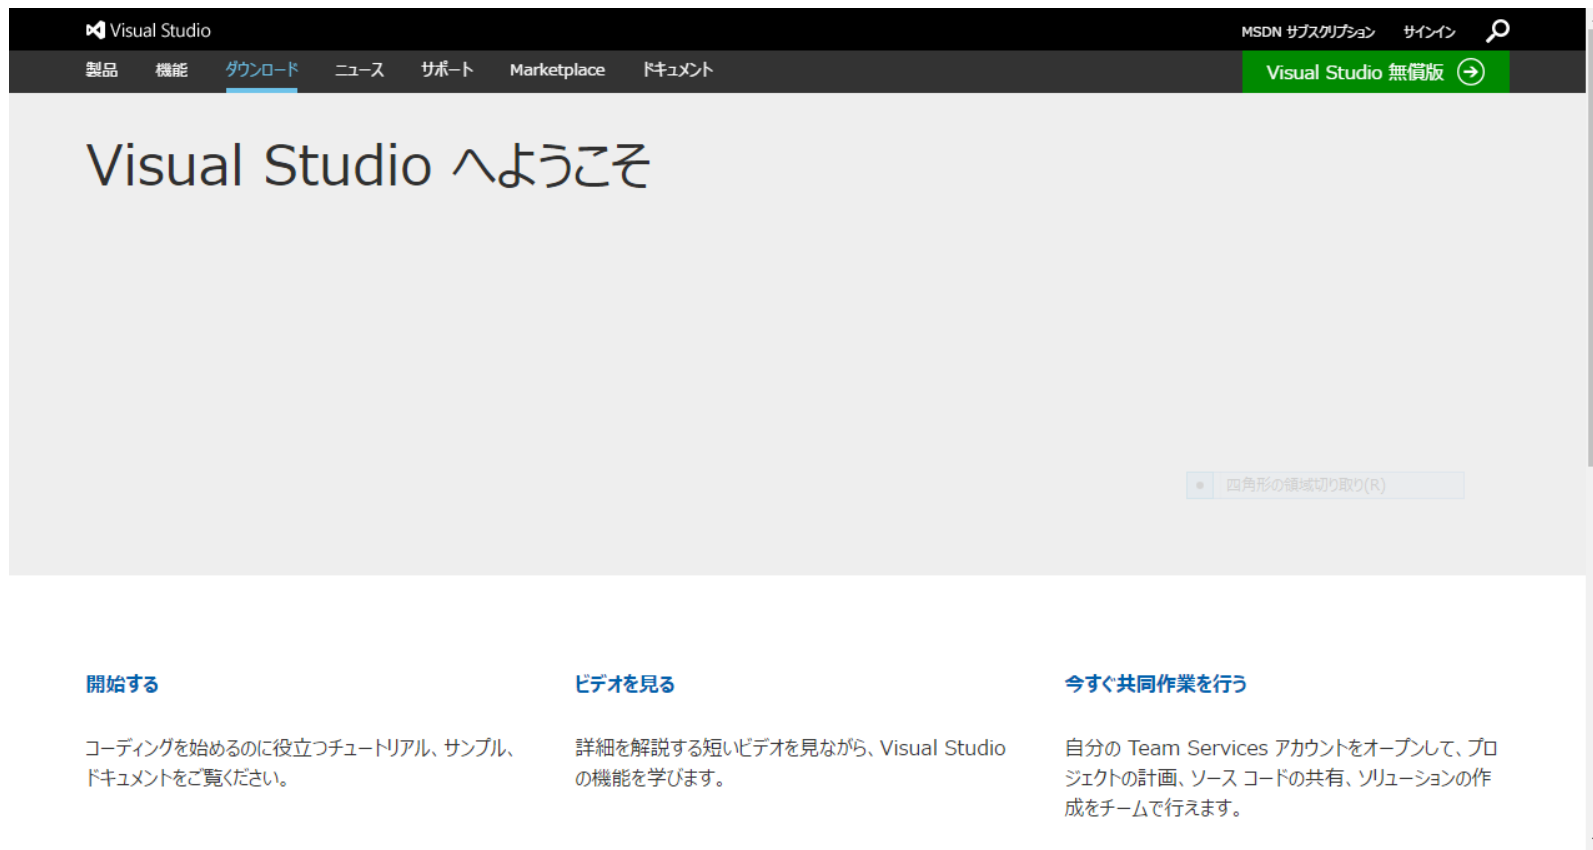 Visual Studio
MSDN サブスクリプション サインイン
製品 機能 ダウンロード ニュース サポート Marketplace ドキュメント
Visual Studio 無償版
Visual Studio へようこそ
四角形の領域切り取り(R)
開始する
コーディングを始めるのに役立つチュートリアル、サンプル、
ドキュメントをご覧ください。
ビデオを見る
詳細を解説する短いビデオを見ながら、Visual Studio
の機能を学びます。
今すぐ共同作業を行う
自分の Team Services アカウントをオープンして、プロ
ジェクトの計画、ソース コードの共有、ソリューションの作
成をチームで行えます。